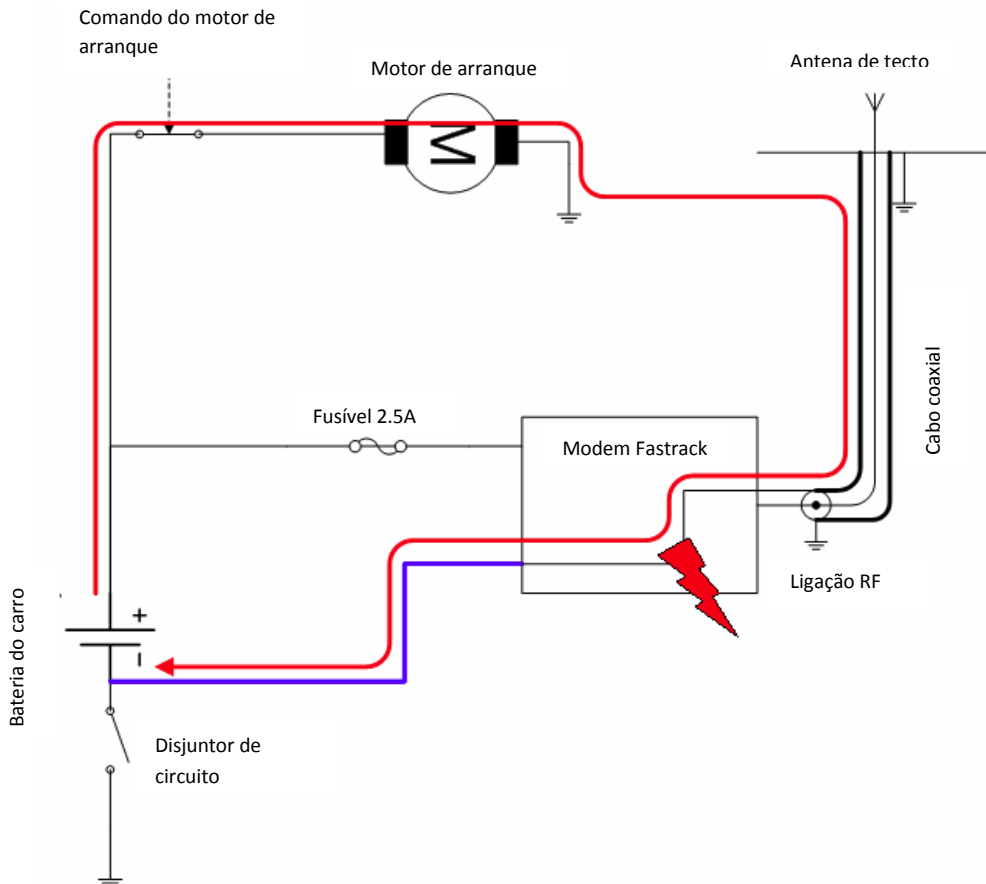 Comando do motor de
arranque
Motor de arranque
Antena de tecto
M
Cabo coaxial
Fusível 2.5A
Modem Fastrack
Ligação RF
Bateria do carro
+
–
Disjuntor de
circuito